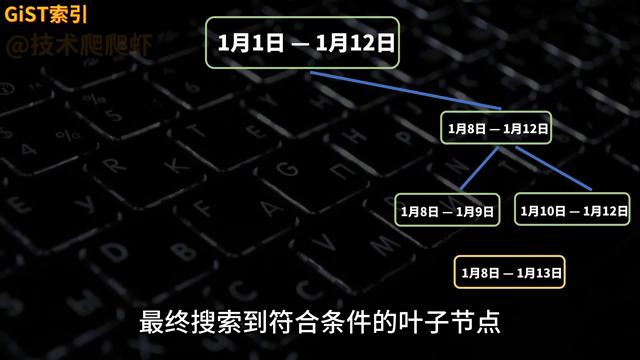 GiST索引
@技术爬爬虾
1月1日 — 1月12日
1月8日 — 1月12日
1月8日 — 1月9日
1月10日 — 1月12日
1月8日 — 1月13日
最终搜索到符合条件的叶子节点